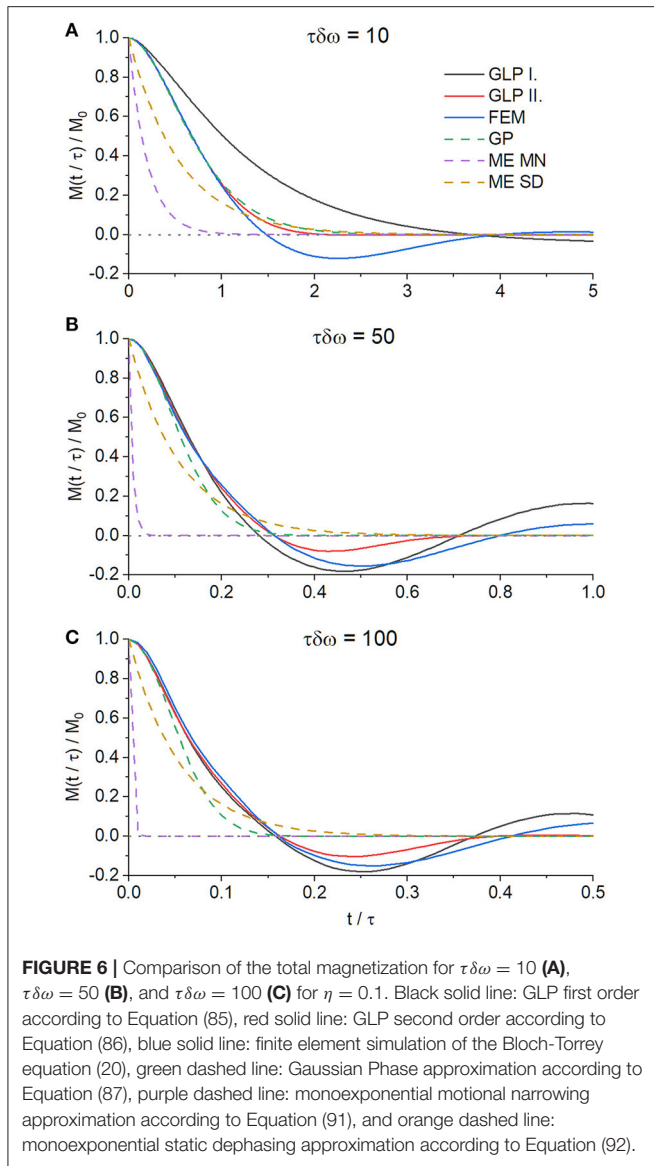 A
τδω = 10
1.0
0.8
0.6
0.4
0.2
0.0
-0.2
M(t / τ) / M0
GLP I.
GLP II.
FEM
GP
ME MN
ME SD
0 1 2 3 4 5
B
τδω = 50
1.0
0.8
0.6
0.4
0.2
0.0
-0.2
M(t / τ) / M0
0.0 0.2 0.4 0.6 0.8 1.0
C
τδω = 100
1.0
0.8
0.6
0.4
0.2
0.0
-0.2
M(t / τ) / M0
0.0 0.1 0.2 0.3 0.4 0.5
t / τ
FIGURE 6 | Comparison of the total magnetization for τδω = 10 (A),
τδω = 50 (B), and τδω = 100 (C) for η = 0.1. Black solid line: GLP first order
according to Equation (85), red solid line: GLP second order according to
Equation (86), blue solid line: finite element simulation of the Bloch-Torrey
equation (20), green dashed line: Gaussian Phase approximation according to
Equation (87), purple dashed line: monoexponential motional narrowing
approximation according to Equation (91), and orange dashed line:
monoexponential static dephasing approximation according to Equation (92).